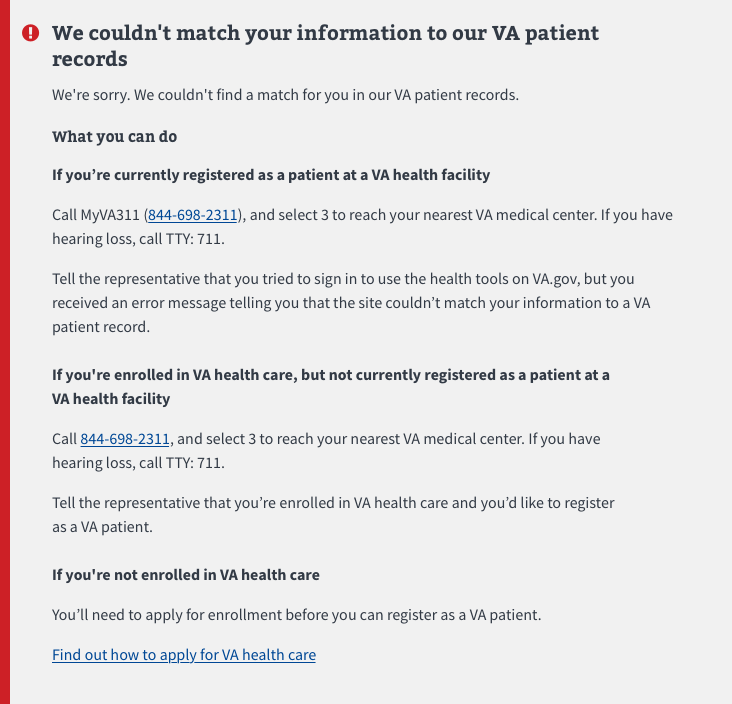 We couldn't match your information to our VA patient
records
We're sorry. We couldn't find a match for you in our VA patient records.
What you can do
If you’re currently registered as a patient at a VA health facility
Call MyVA311 (844-698-2311), and select 3 to reach your nearest VA medical center. If you have
hearing loss, call TTY: 711.
Tell the representative that you tried to sign in to use the health tools on VA.gov, but you
received an error message telling you that the site couldn’t match your information to a VA
patient record.
If you're enrolled in VA health care, but not currently registered as a patient at a
VA health facility
Call 844-698-2311, and select 3 to reach your nearest VA medical center. If you have
hearing loss, call TTY: 711.
Tell the representative that you’re enrolled in VA health care and you’d like to register
as a VA patient.
If you're not enrolled in VA health care
You’ll need to apply for enrollment before you can register as a VA patient.
Find out how to apply for VA health care